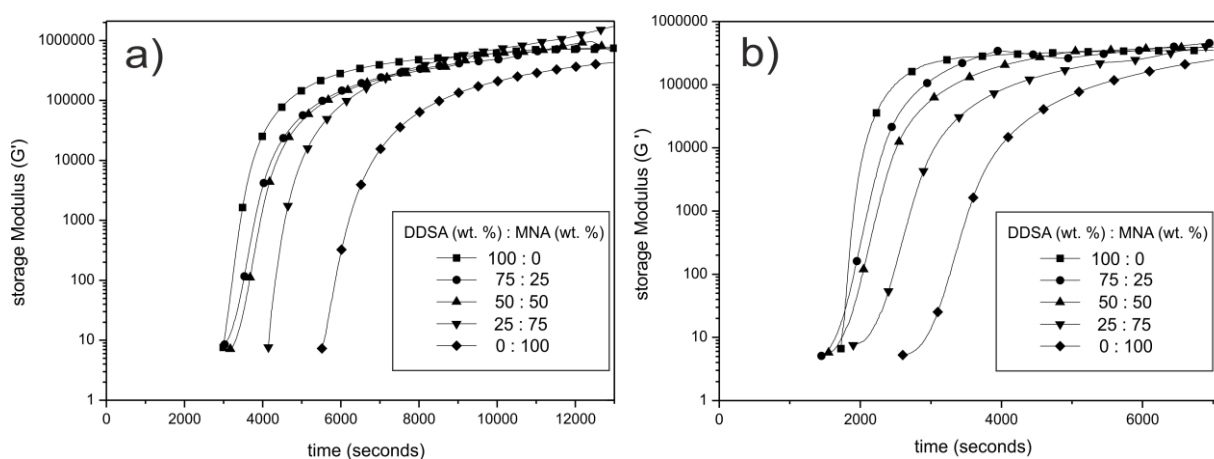 a)
storage Modulus (G')
1000000
100000
10000
1000
100
10
1
0
2000
4000
6000
8000
10000
12000
time (seconds)
DDSA (wt. %) : MNA (wt. %)
100 : 0
75 : 25
50 : 50
25 : 75
0 : 100
b)
storage Modulus (G ')
1000000
100000
10000
1000
100
10
1
2000
4000
6000
time (seconds)
DDSA (wt. %) : MNA (wt. %)
100 : 0
75 : 25
50 : 50
25 : 75
0 : 100